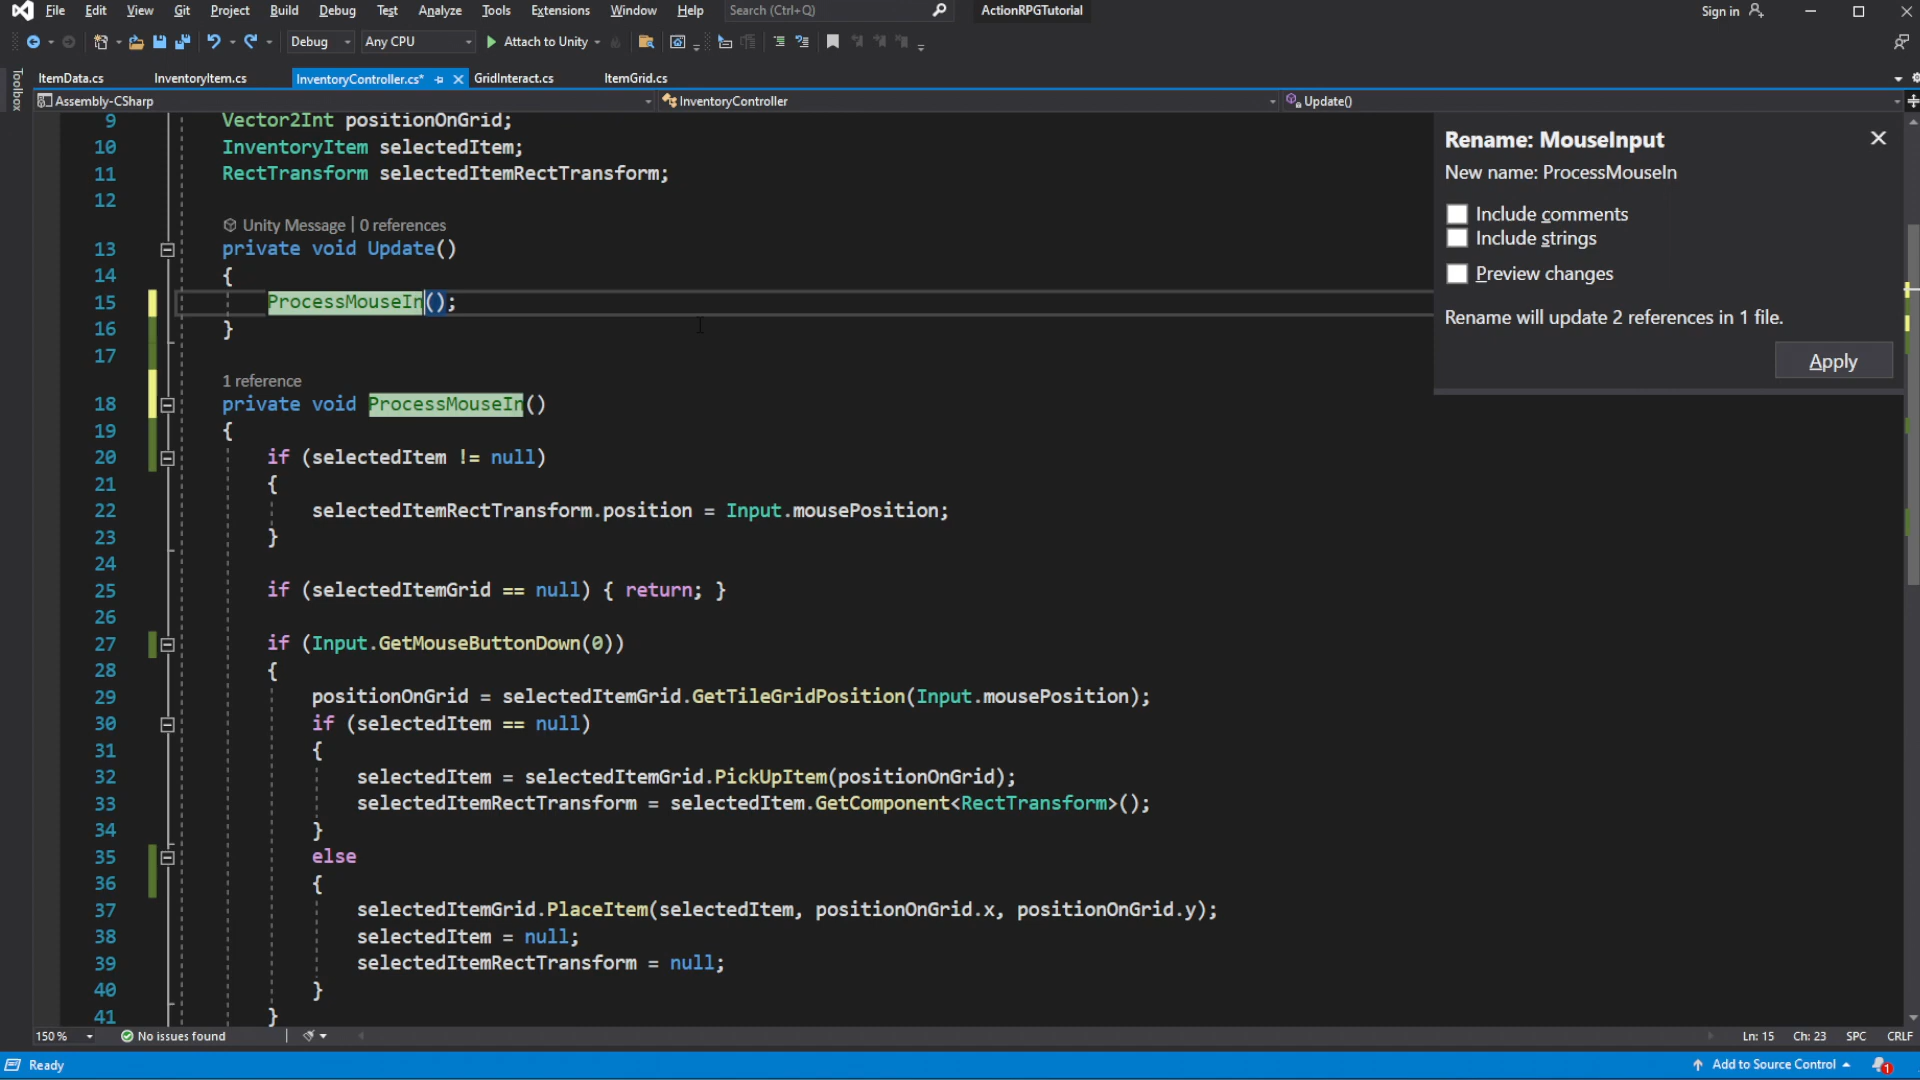 File Edit View Git Project Build Debug Test Analyze Tools Extensions Window Help Search (Ctrl+Q) ActionRPGTutorial Sign in
Debug Any CPU Attach to Unity
Toolbox
ItemData.cs InventoryItem.cs InventoryController.cs* GridInteract.cs ItemGrid.cs
Assembly-CSharp InventoryController Update()
9 Vector2Int positionOnGrid;
10 InventoryItem selectedItem;
11 RectTransform selectedItemRectTransform;
12
Unity Message | 0 references
13 private void Update()
14 {
15 ProcessMouseIn();
16 }
17
1 reference
18 private void ProcessMouseIn()
19 {
20 if (selectedItem != null)
21 {
22 selectedItemRectTransform.position = Input.mousePosition;
23 }
24
25 if (selectedItemGrid == null) { return; }
26
27 if (Input.GetMouseButtonDown(0))
28 {
29 positionOnGrid = selectedItemGrid.GetTileGridPosition(Input.mousePosition);
30 if (selectedItem == null)
31 {
32 selectedItem = selectedItemGrid.PickUpItem(positionOnGrid);
33 selectedItemRectTransform = selectedItem.GetComponent<RectTransform>();
34 }
35 else
36 {
37 selectedItemGrid.PlaceItem(selectedItem, positionOnGrid.x, positionOnGrid.y);
38 selectedItem = null;
39 selectedItemRectTransform = null;
40 }
41 }
Rename: MouseInput
New name: ProcessMouseIn
Include comments
Include strings
Preview changes
Rename will update 2 references in 1 file.
Apply
150 % No issues found Ln: 15 Ch: 23 SPC CRLF
Ready Add to Source Control 1